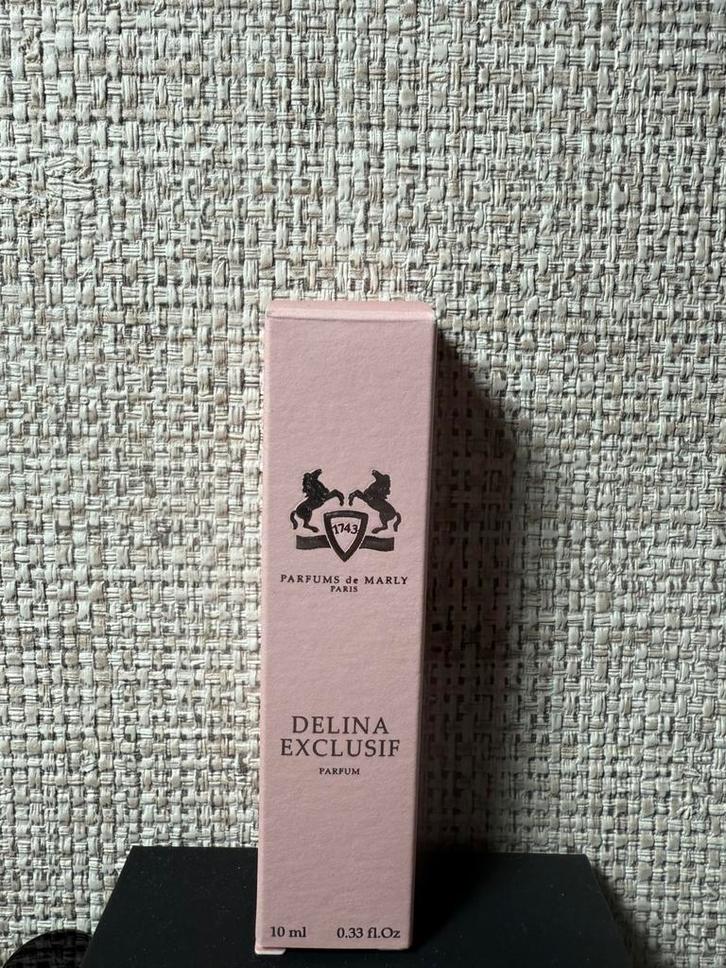 1743
PARFUMS de MARLY
PARIS
DELINA
EXCLUSIF
PARFUM
10 ml 0.33 fl.Oz